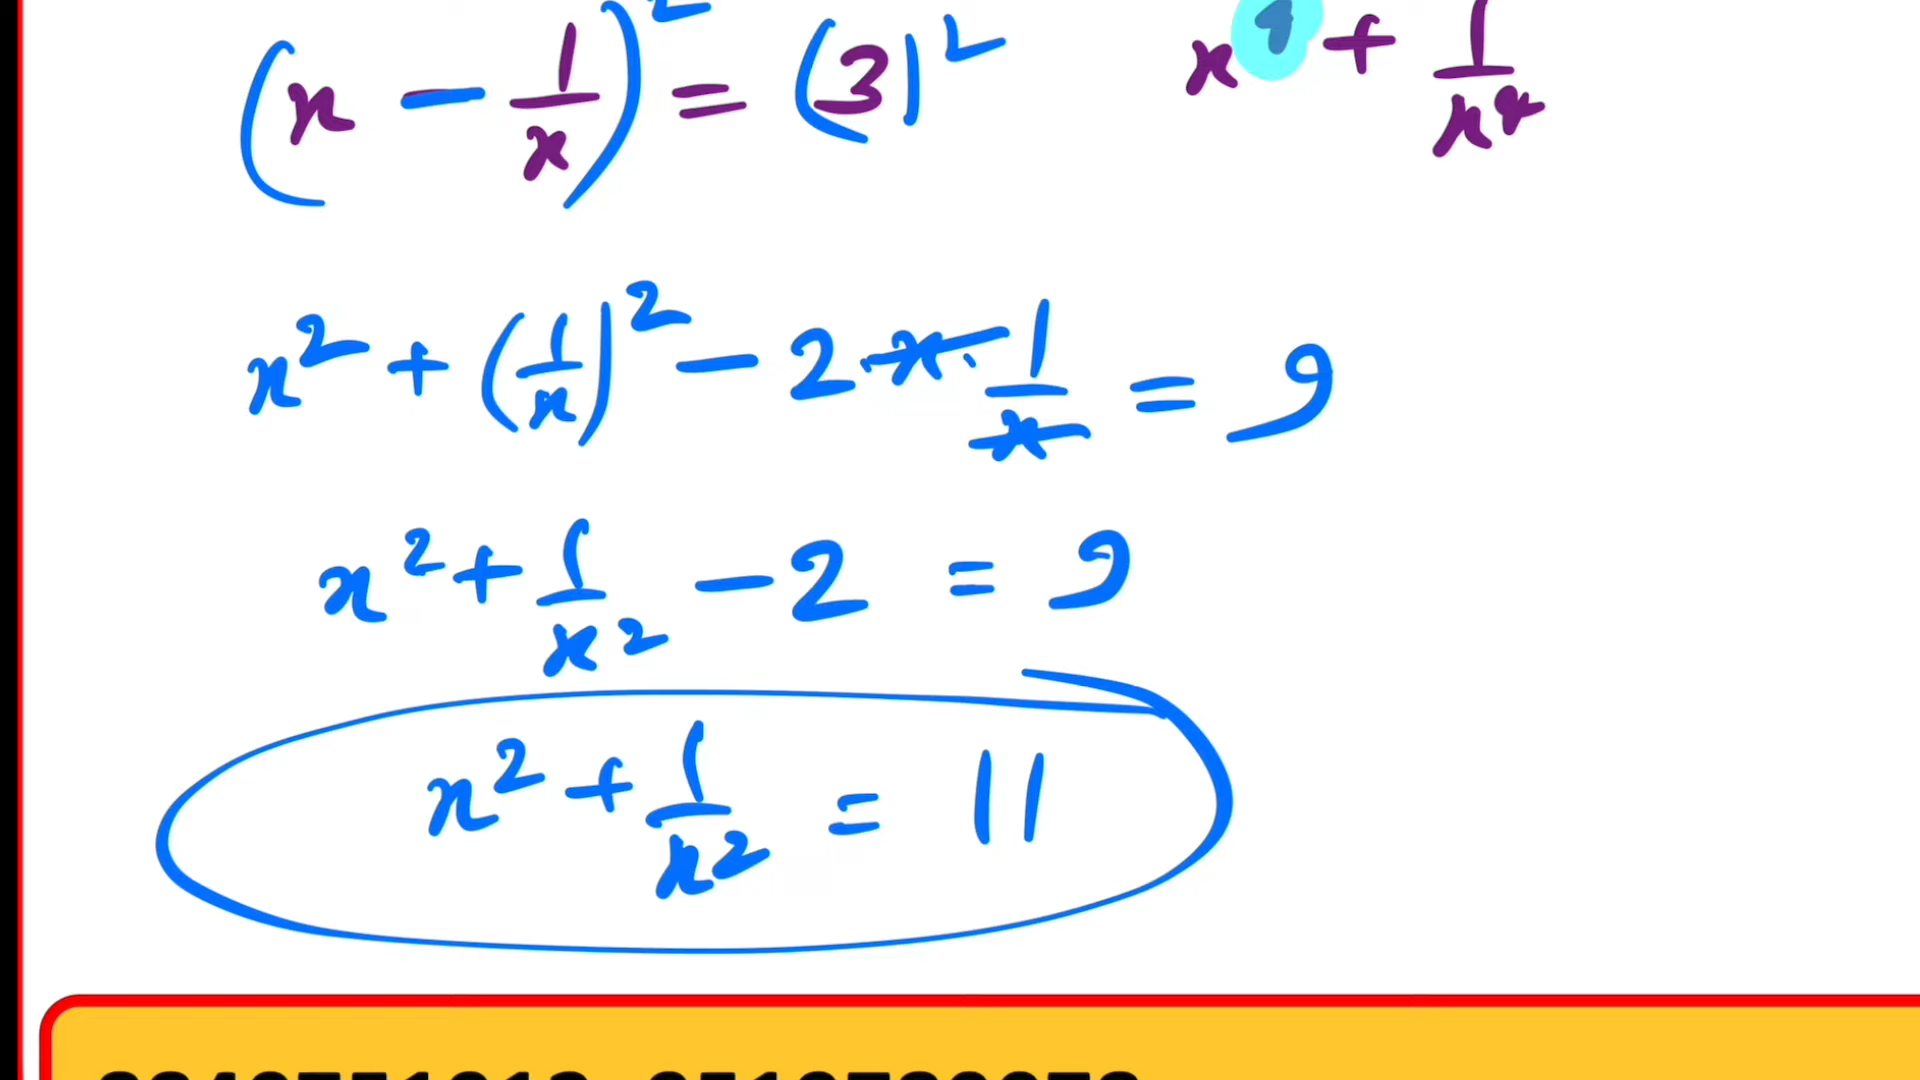 (x - 1/x)² = (3)²
x⁴ + 1/x⁴
x² + (1/x)² - 2·x·1/x = 9
x² + 1/x² - 2 = 9
x² + 1/x² = 11